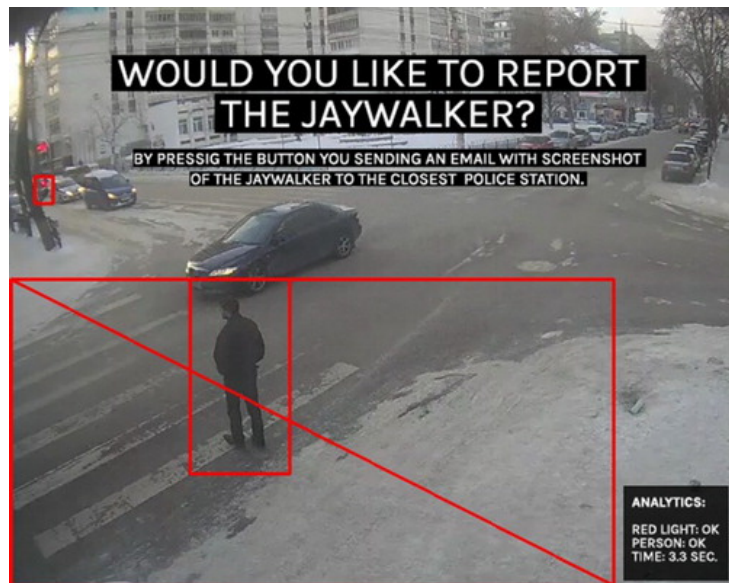 WOULD YOU LIKE TO REPORT
THE JAYWALKER?
BY PRESSIG THE BUTTON YOU SENDING AN EMAIL WITH SCREENSHOT
OF THE JAYWALKER TO THE CLOSEST POLICE STATION.
ANALYTICS:
RED LIGHT: OK
PERSON: OK
TIME: 3.3 SEC.